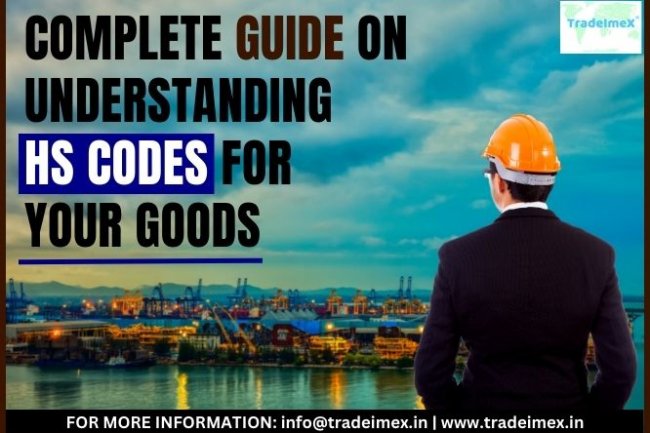 TradeImeX
COMPLETE GUIDE ON
UNDERSTANDING
HS CODES FOR
YOUR GOODS
FOR MORE INFORMATION: info@tradeimex.in | www.tradeimex.in